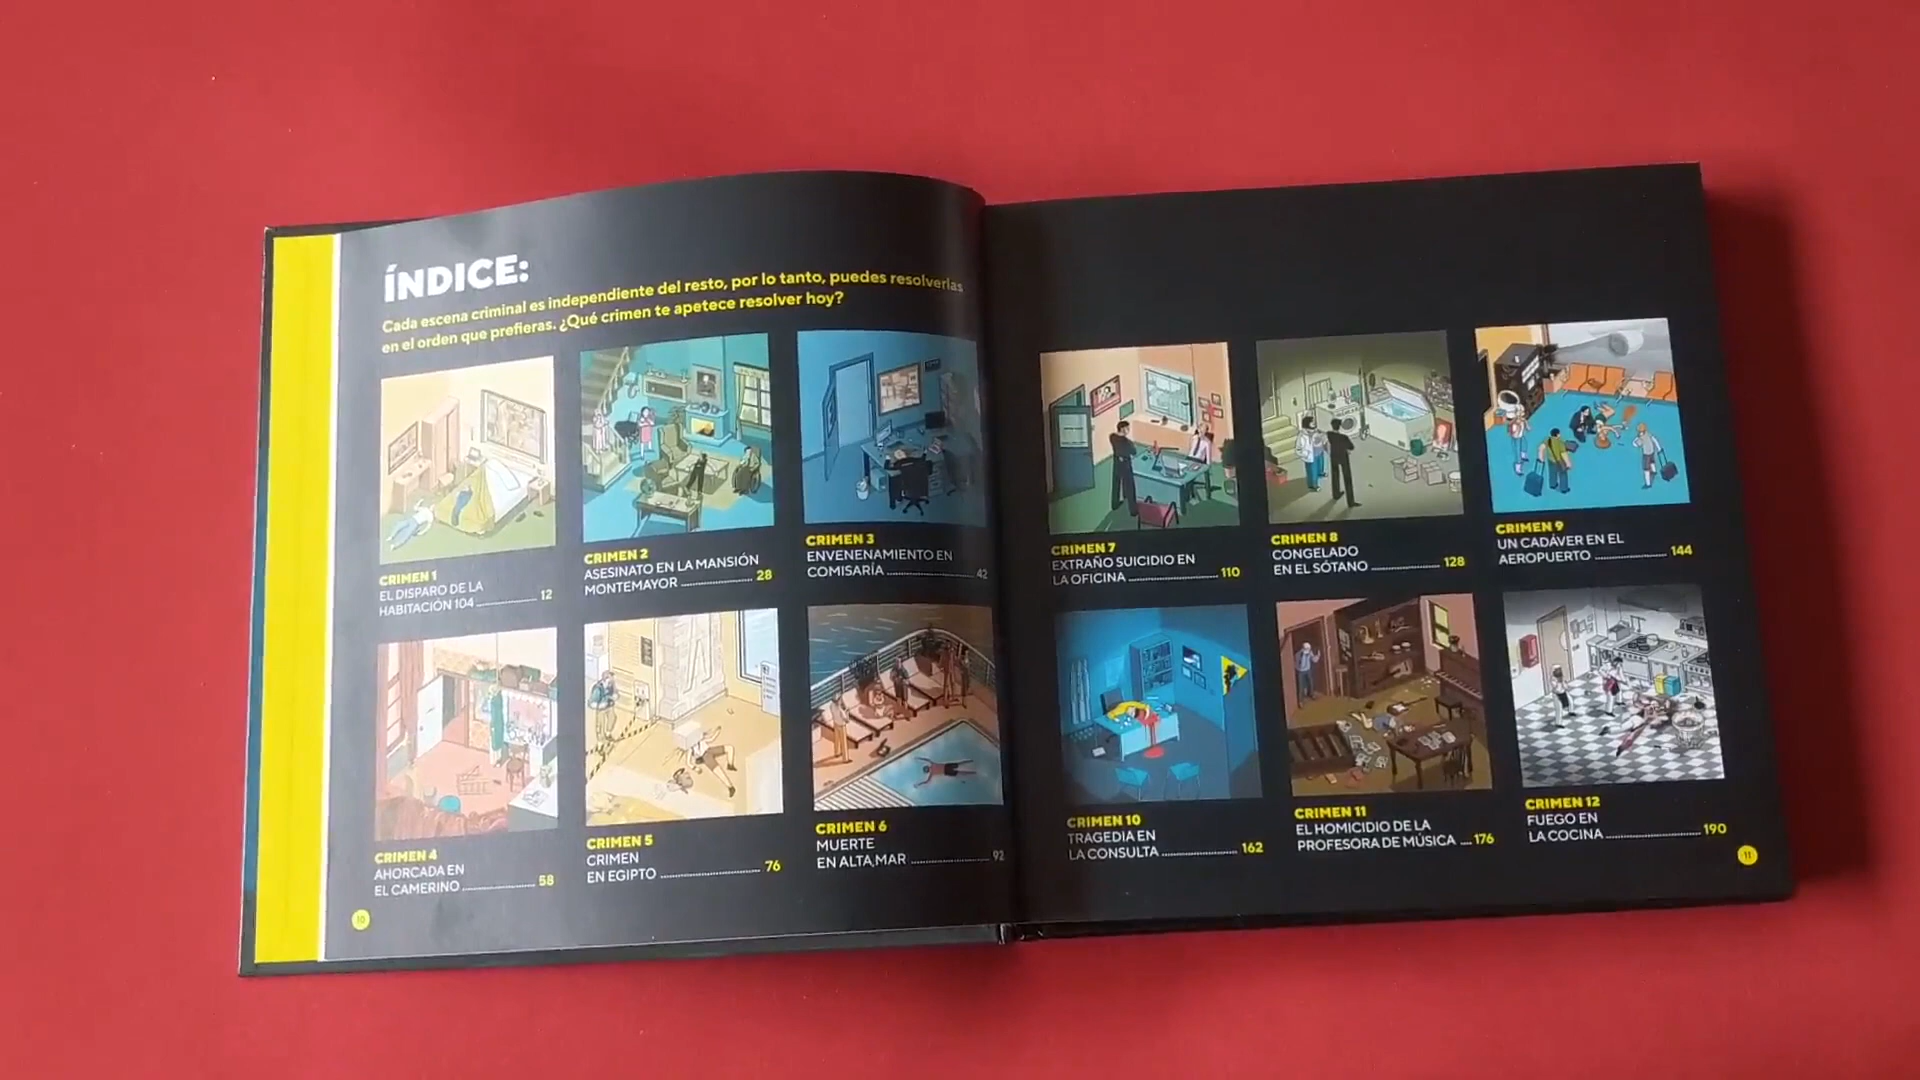 ÍNDICE:
Cada escena criminal es independiente del resto, por lo tanto, puedes resolverlas
en el orden que prefieras. ¿Qué crimen te apetece resolver hoy?
CRIMEN 1
EL DISPARO DE LA
HABITACIÓN 104 12
CRIMEN 2
ASESINATO EN LA MANSIÓN
MONTEMAYOR 28
CRIMEN 3
ENVENENAMIENTO EN
COMISARÍA 42
CRIMEN 4
AHORCADA EN
EL CAMERINO 58
CRIMEN 5
CRIMEN
EN EGIPTO 76
CRIMEN 6
MUERTE
EN ALTA MAR 92
10
CRIMEN 7
EXTRAÑO SUICIDIO EN
LA OFICINA 110
CRIMEN 8
CONGELADO
EN EL SÓTANO 128
CRIMEN 9
UN CADÁVER EN EL
AEROPUERTO 144
CRIMEN 10
TRAGEDIA EN
LA CONSULTA 162
CRIMEN 11
EL HOMICIDIO DE LA
PROFESORA DE MÚSICA 176
CRIMEN 12
FUEGO EN
LA COCINA 190
11